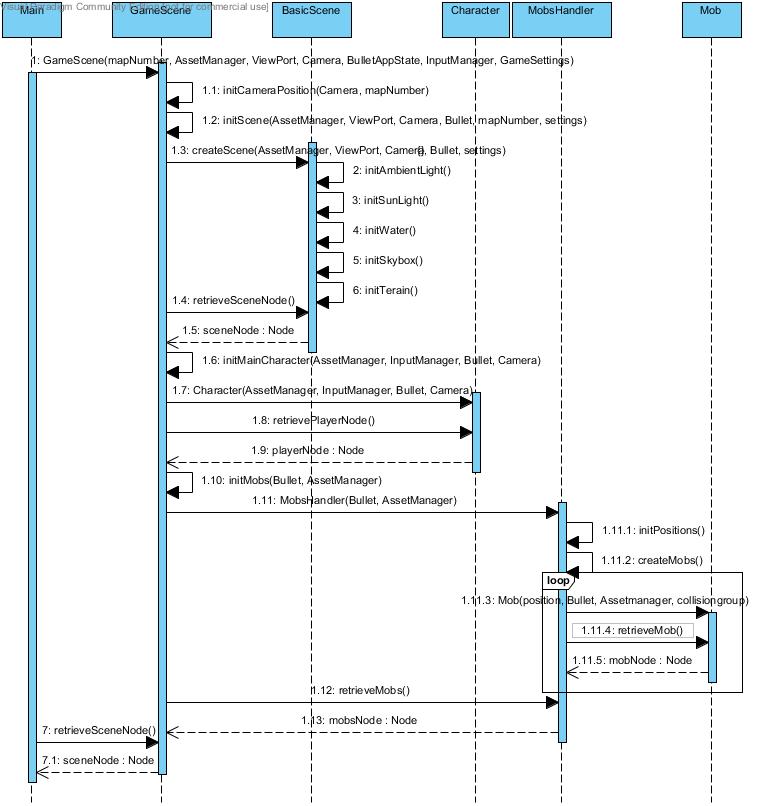 Visual Paradigm Community Edition [not for commercial use]
Main
GameScene
BasicScene
Character
MobsHandler
Mob
1: GameScene(mapNumber, AssetManager, ViewPort, Camera, BulletAppState, InputManager, GameSettings)
1.1: initCameraPosition(Camera, mapNumber)
1.2: initScene(AssetManager, ViewPort, Camera, Bullet, mapNumber, settings)
1.3: createScene(AssetManager, ViewPort, Camera, Bullet, settings)
2: initAmbientLight()
3: initSunLight()
4: initWater()
5: initSkybox()
6: initTerain()
1.4: retrieveSceneNode()
1.5: sceneNode : Node
1.6: initMainCharacter(AssetManager, InputManager, Bullet, Camera)
1.7: Character(AssetManager, InputManager, Bullet, Camera)
1.8: retrievePlayerNode()
1.9: playerNode : Node
1.10: initMobs(Bullet, AssetManager)
1.11: MobsHandler(Bullet, AssetManager)
1.11.1: initPositions()
1.11.2: createMobs()
loop
1.11.3: Mob(position, Bullet, Assetmanager, collisiongroup)
1.11.4: retrieveMob()
1.11.5: mobNode : Node
1.12: retrieveMobs()
1.13: mobsNode : Node
7: retrieveSceneNode()
7.1: sceneNode : Node